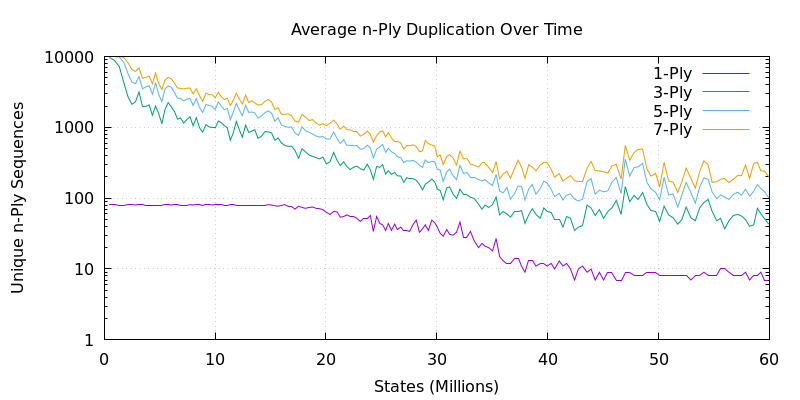 Average n-Ply Duplication Over Time
Unique n-Ply Sequences
10000
1000
100
10
1
1-Ply
3-Ply
5-Ply
7-Ply
0 10 20 30 40 50 60
States (Millions)